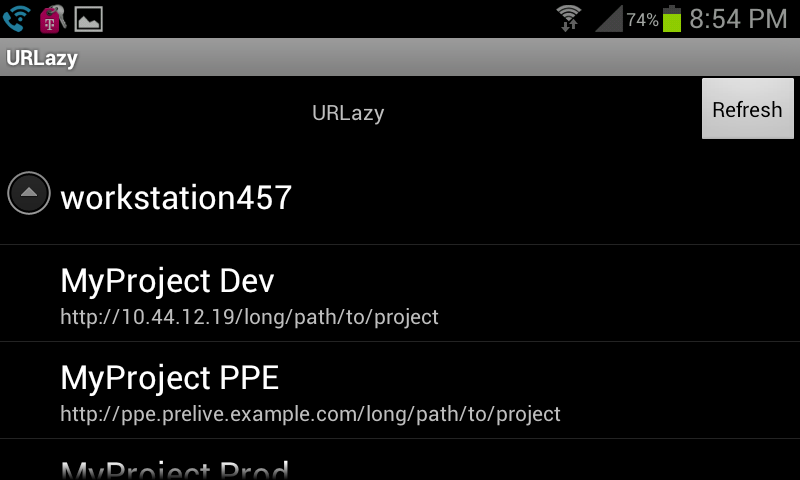 74% 8:54 PM
URLazy
URLazy
Refresh
workstation457
MyProject Dev
http://10.44.12.19/long/path/to/project
MyProject PPE
http://ppe.prelive.example.com/long/path/to/project
MyProject Prod